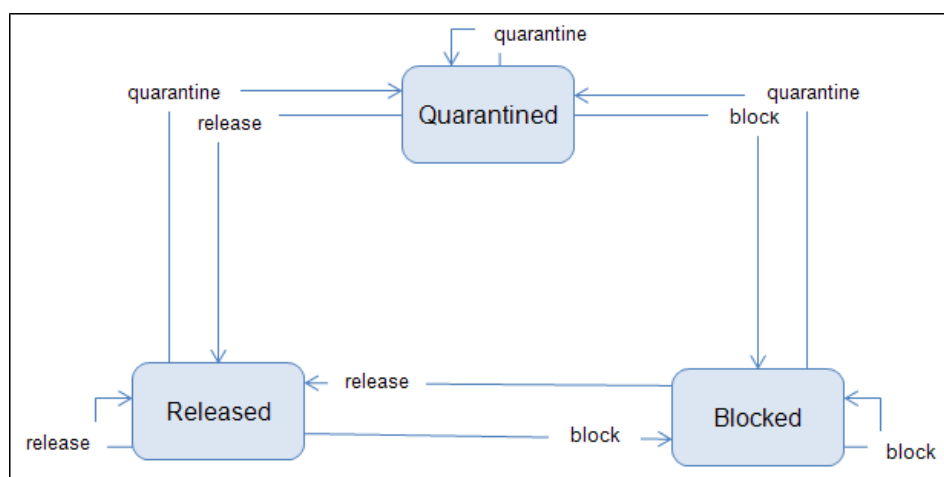 quarantine
quarantine
quarantine
Quarantined
release
block
release
Released
Blocked
block
release
block